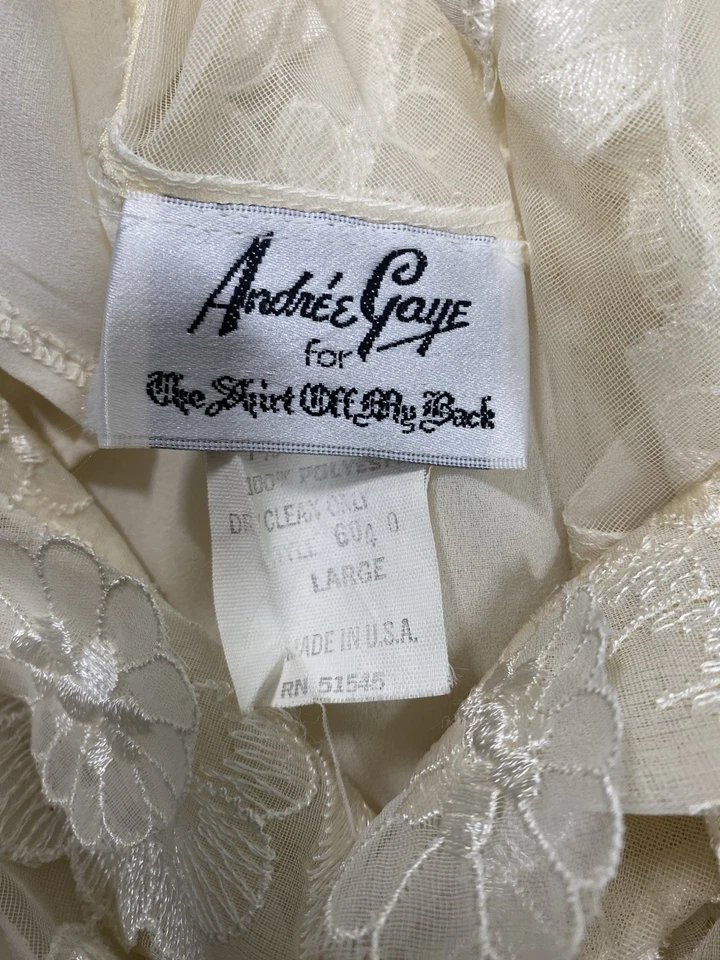 Andrée Gaye
for
The Shirt Off My Back
100% POLYESTER
DRY CLEAN ONLY
STYLE 604 0
LARGE
MADE IN U.S.A.
RN 51545